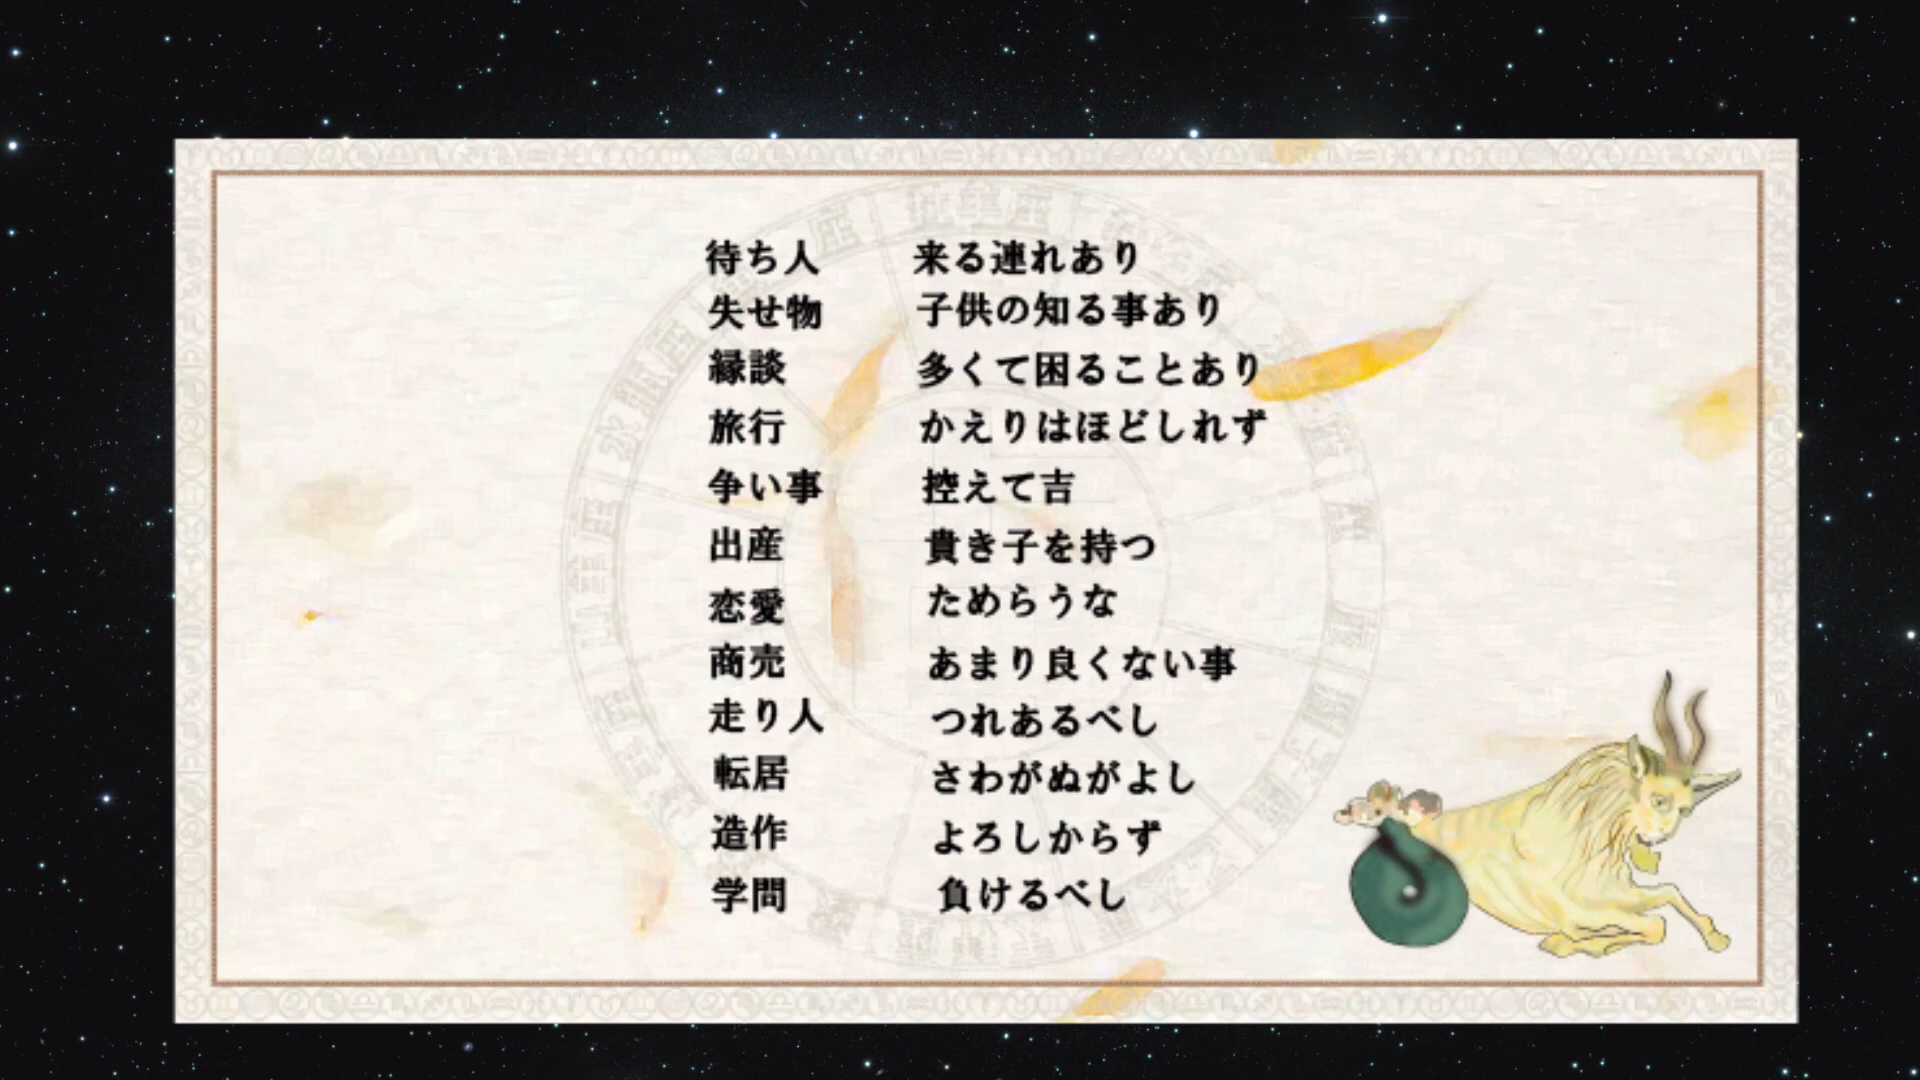 待ち人 来る連れあり
失せ物 子供の知る事あり
縁談 多くて困ることあり
旅行 かえりはほどしれず
争い事 控えて吉
出産 貴き子を持つ
恋愛 ためらうな
商売 あまり良くない事
走り人 つれあるべし
転居 さわがぬがよし
造作 よろしからず
学問 負けるべし